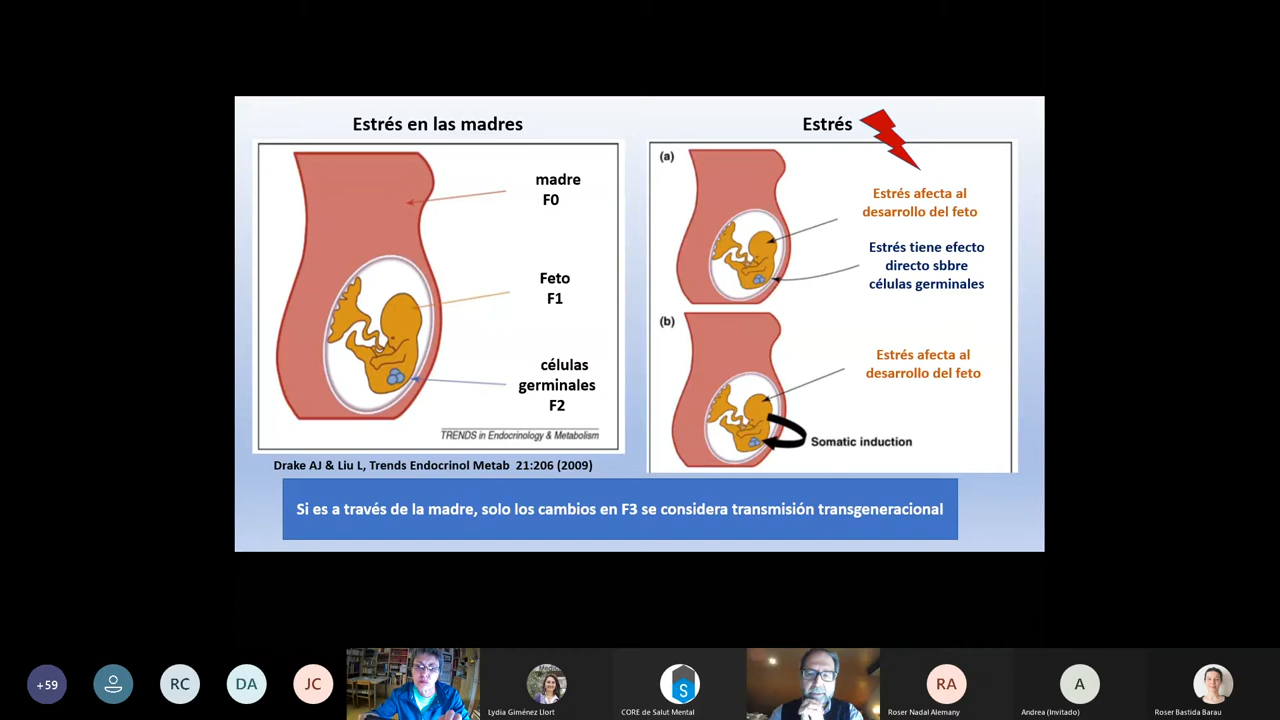 Estrés en las madres
madre
F0
Feto
F1
células
germinales
F2
TRENDS in Endocrinology & Metabolism
Drake AJ & Liu L, Trends Endocrinol Metab 21:206 (2009)
Estrés
(a)
Estrés afecta al
desarrollo del feto
Estrés tiene efecto
directo sbbre
células germinales
(b)
Estrés afecta al
desarrollo del feto
Somatic induction
Si es a través de la madre, solo los cambios en F3 se considera transmisión transgeneracional
+59
RC
DA
JC
Lydia Giménez Llort
S
CORE de Salut Mental
RA
Roser Nadal Alemany
A
Andrea (Invitado)
Roser Bastida Barau